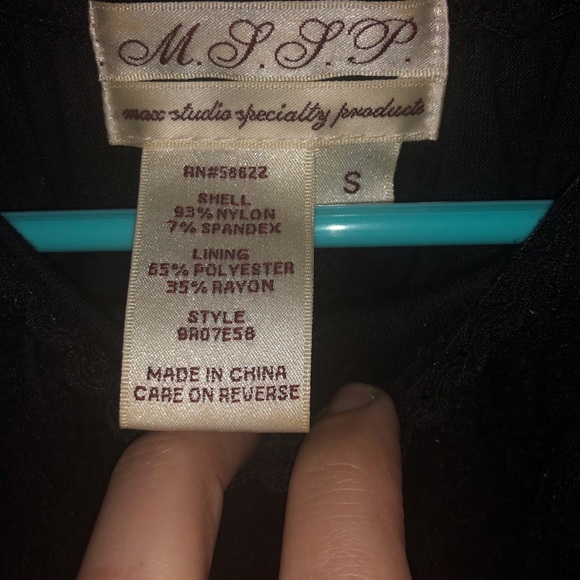 M.S.S.P.
max studio specialty products
S
RN#58622
SHELL
93% NYLON
7% SPANDEX
LINING
65% POLYESTER
35% RAYON
STYLE
9A07E58
MADE IN CHINA
CARE ON REVERSE